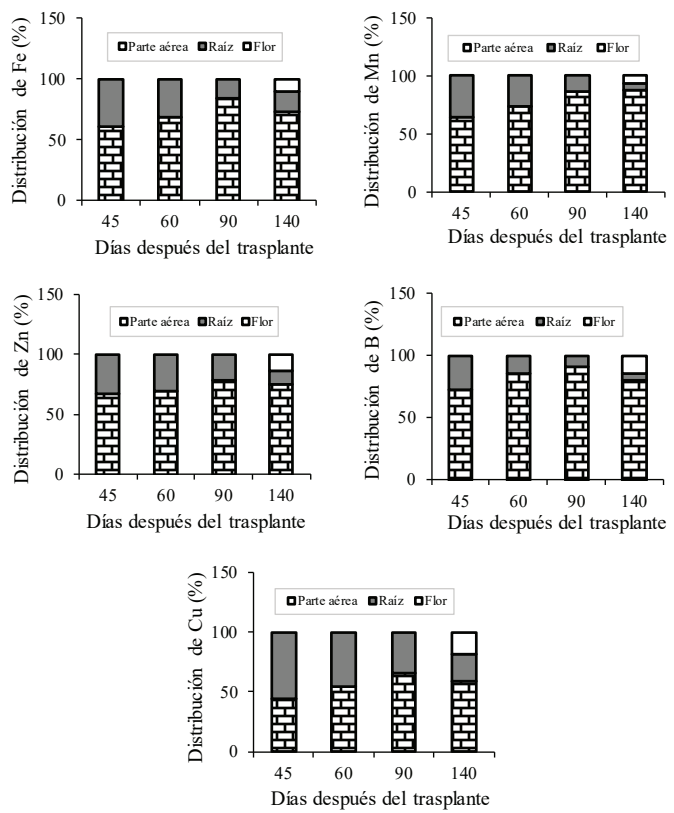 Distribución de Fe (%)
150
100
50
0
Parte aérea Raíz Flor
45 60 90 140
Días después del trasplante
Distribución de Mn (%)
150
100
50
0
Parte aérea Raíz Flor
45 60 90 140
Días después del trasplante
Distribución de Zn (%)
150
100
50
0
Parte aérea Raíz Flor
45 60 90 140
Días después del trasplante
Distribución de B (%)
150
100
50
0
Parte aérea Raíz Flor
45 60 90 140
Días después del trasplante
Distribución de Cu (%)
150
100
50
0
Parte aérea Raíz Flor
45 60 90 140
Días después del trasplante